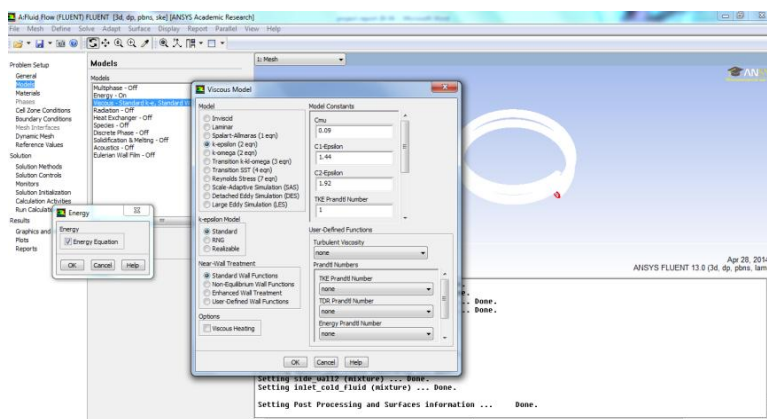 A:Fluid Flow (FLUENT) FLUENT [3d, dp, pbns, ske] [ANSYS Academic Research]
File Mesh Define Solve Adapt Surface Display Report Parallel View Help
Problem Setup
General
Models
Materials
Phases
Cell Zone Conditions
Boundary Conditions
Mesh Interfaces
Dynamic Mesh
Reference Values
Solution
Solution Methods
Solution Controls
Monitors
Solution Initialization
Calculation Activities
Run Calculation
Results
Graphics and
Plots
Reports
Models
Models
Multiphase - Off
Energy - On
Viscous - Standard k-e, Standard
Radiation - Off
Heat Exchanger - Off
Species - Off
Discrete Phase - Off
Solidification & Melting - Off
Acoustics - Off
Eulerian Wall Film - Off
Energy
Energy
Energy Equation
OK Cancel Help
Viscous Model
Model
Inviscid
Laminar
Spalart-Allmaras (1 eqn)
k-epsilon (2 eqn)
k-omega (2 eqn)
Transition k-kl-omega (3 eqn)
Transition SST (4 eqn)
Reynolds Stress (7 eqn)
Scale-Adaptive Simulation (SAS)
Detached Eddy Simulation (DES)
Large Eddy Simulation (LES)
k-epsilon Model
Standard
RNG
Realizable
Near-Wall Treatment
Standard Wall Functions
Non-Equilibrium Wall Functions
Enhanced Wall Treatment
User-Defined Wall Functions
Options
Viscous Heating
Model Constants
Cmu
0.09
C1-Epsilon
1.44
C2-Epsilon
1.92
TKE Prandtl Number
1
User-Defined Functions
Turbulent Viscosity
none
Prandtl Numbers
TKE Prandtl Number
none
TDR Prandtl Number
none
Energy Prandtl Number
none
OK Cancel Help
1: Mesh
AN
Apr 28, 2014
ANSYS FLUENT 13.0 (3d, dp, pbns, lam
e.
e.
.. Done.
.. Done.
Setting side_wall2 (mixture) ... Done.
Setting inlet_cold_fluid (mixture) ... Done.
Setting Post Processing and Surfaces information ... Done.